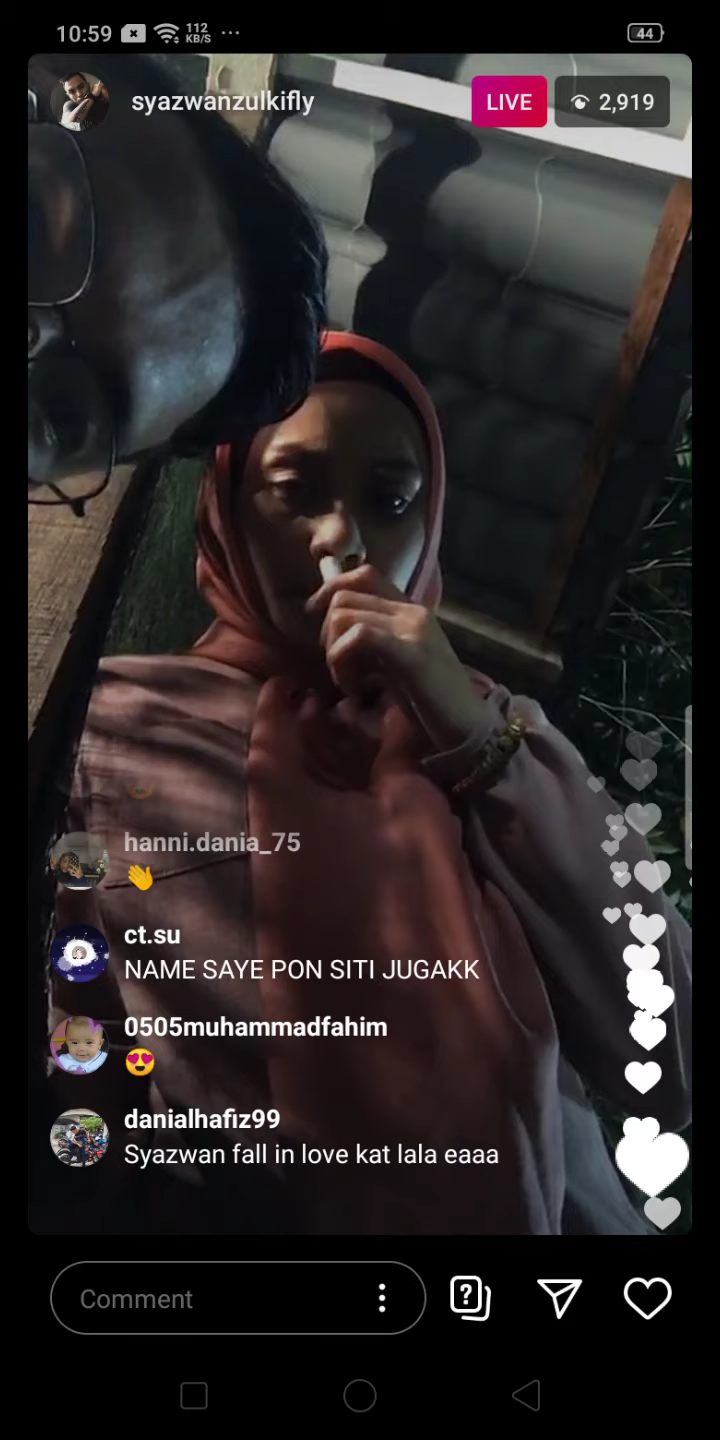 10:59 112 KB/S ... 44
syazwanzulkifly LIVE 2,919
hanni.dania_75
👋
ct.su
NAME SAYE PON SITI JUGAKK
0505muhammadfahim
😍
danialhafiz99
Syazwan fall in love kat lala eaaa
Comment